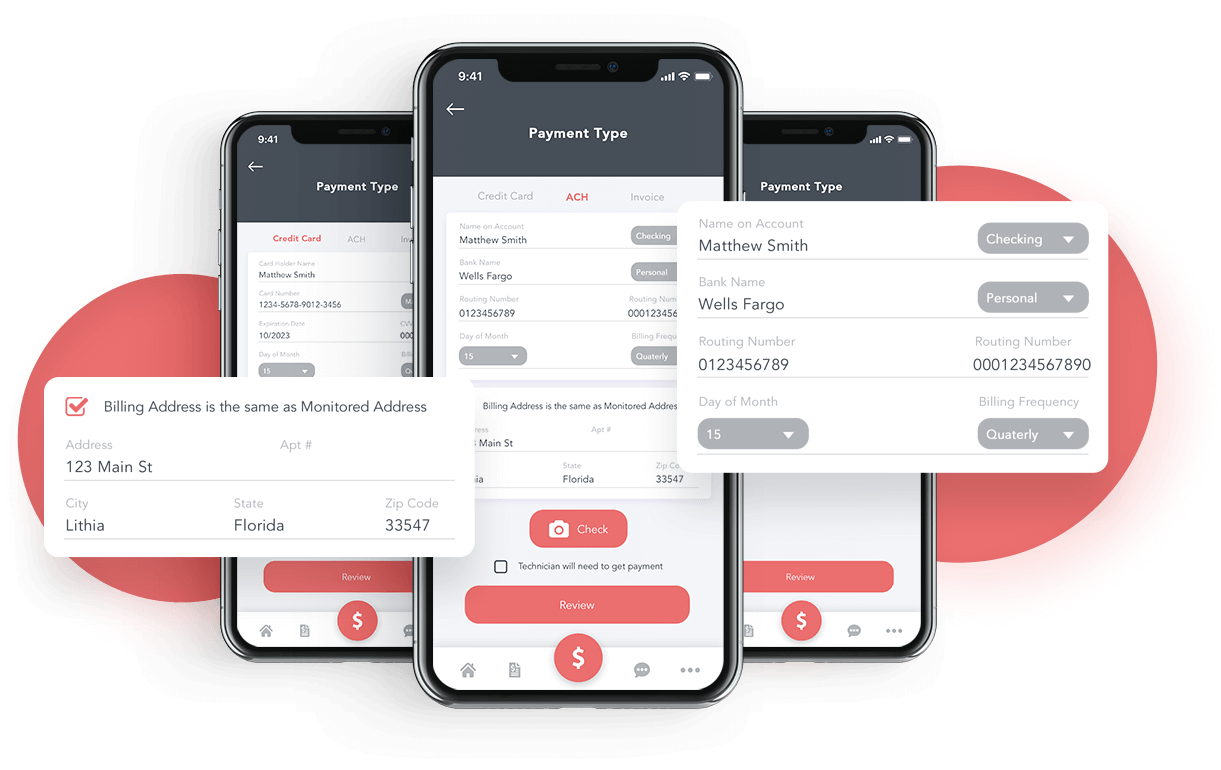 9:41
Payment Type
Credit Card ACH
Card Holder Name
Matthew Smith
Card Number
1234-5678-9012-3456
Expiration Date
10/2023
Day of Month
15
Billing Address is the same as Monitored Address
Address Apt #
123 Main St
City State Zip Code
Lithia Florida 33547
Review
$
9:41
Payment Type
Credit Card ACH Invoice
Name on Account
Matthew Smith Checking
Bank Name
Wells Fargo Personal
Routing Number Routing Num
0123456789 000123456
Day of Month Billing Frequ
15 Quaterly
Billing Address is the same as Monitored Addres
Apt #
Main St
State Zip Co
Florida 33547
Check
Technician will need to get payment
Review
$
Payment Type
Name on Account
Matthew Smith Checking
Bank Name
Wells Fargo Personal
Routing Number Routing Number
0123456789 0001234567890
Day of Month Billing Frequency
15 Quaterly
Review
$